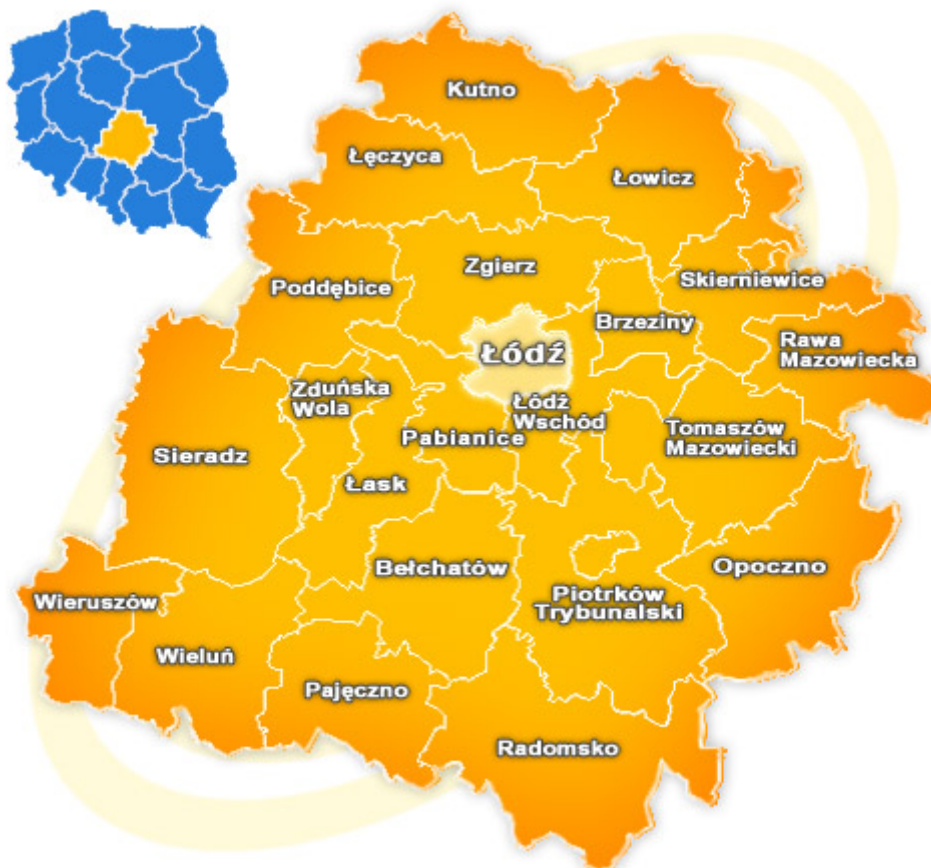 Kutno
Łęczyca
Łowicz
Zgierz
Skierniewice
Poddębice
Brzeziny
Rawa
Mazowiecka
Łódź
Zduńska
Wola
Łódź
Wschód
Pabianice
Tomaszów
Mazowiecki
Sieradz
Łask
Bełchatów
Opoczno
Piotrków
Trybunalski
Wieruszów
Wieluń
Pajęczno
Radomsko